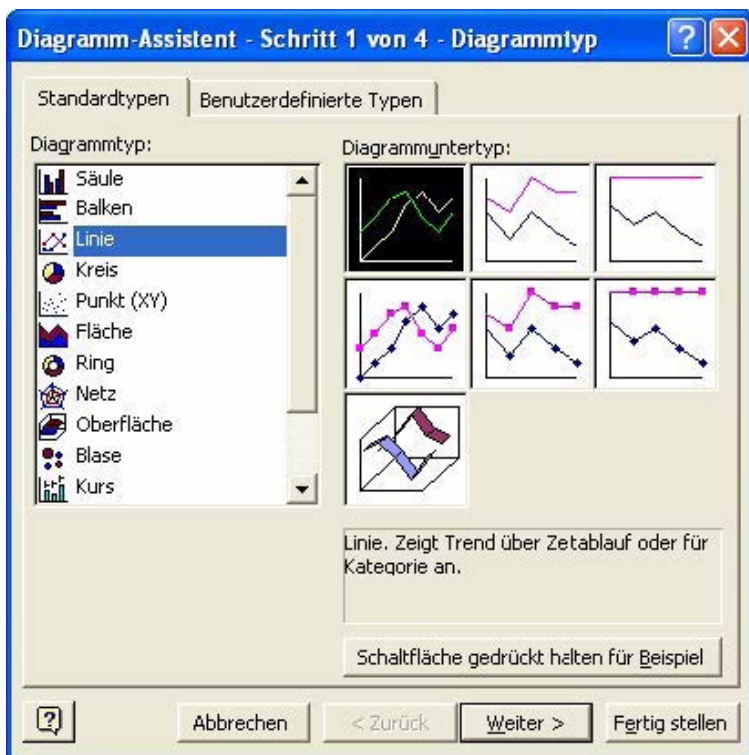 Diagramm-Assistent - Schritt 1 von 4 - Diagrammtyp
Standardtypen
Benutzerdefinierte Typen
Diagrammtyp:
Säule
Balken
Linie
Kreis
Punkt (XY)
Fläche
Ring
Netz
Oberfläche
Blase
Kurs
Diagrammuntertyp:
Linie. Zeigt Trend über Zetablauf oder für
Kategorie an.
Schaltfläche gedrückt halten für Beispiel
Abbrechen
< Zurück
Weiter >
Fertig stellen